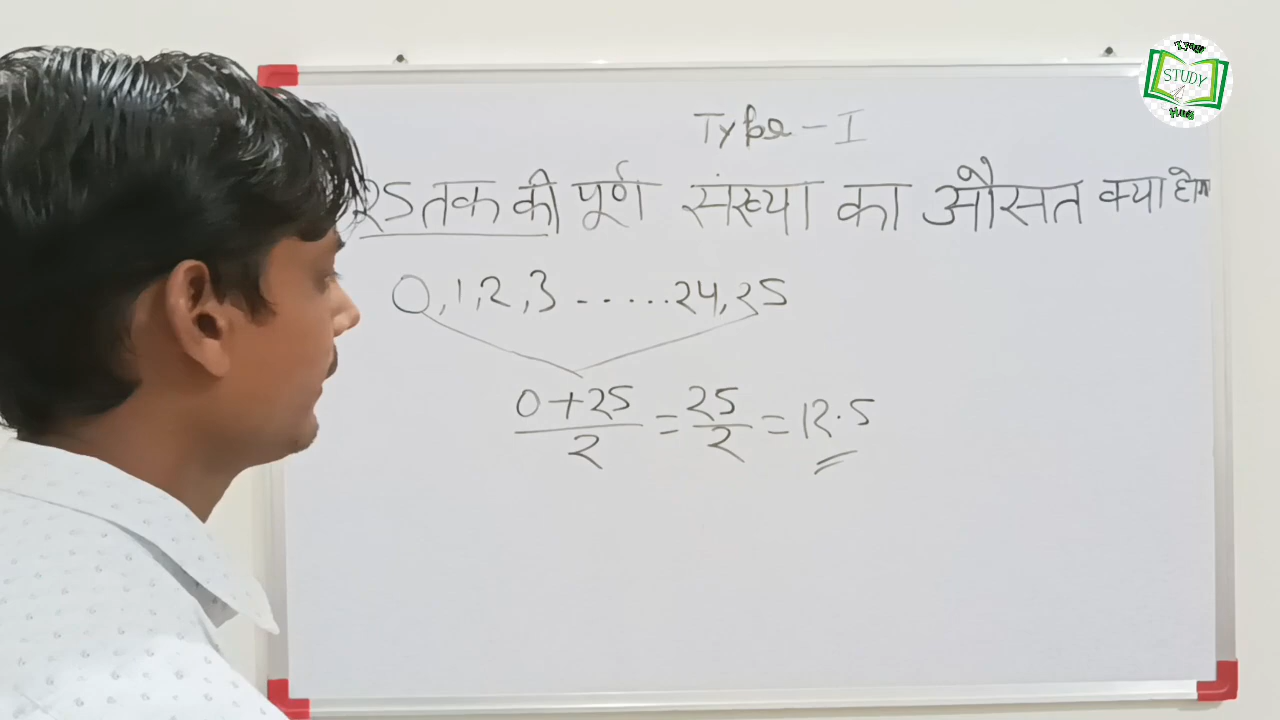 Type - I
25 तक की पूर्ण संख्या का औसत क्या होगा
0, 1, 2, 3 ...... 24, 25
0+25/2 = 25/2 = 12.5
STUDY